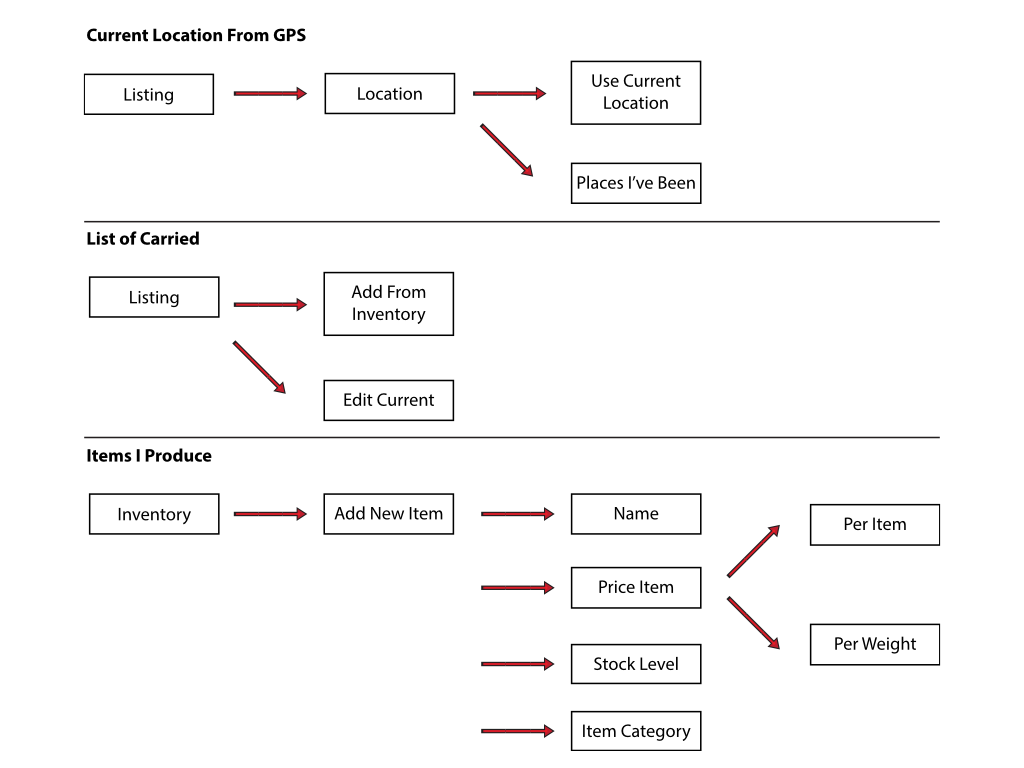 Current Location From GPS
Listing
Location
Use Current
Location
Places I’ve Been
List of Carried
Listing
Add From
Inventory
Edit Current
Items I Produce
Inventory
Add New Item
Name
Per Item
Price Item
Per Weight
Stock Level
Item Category